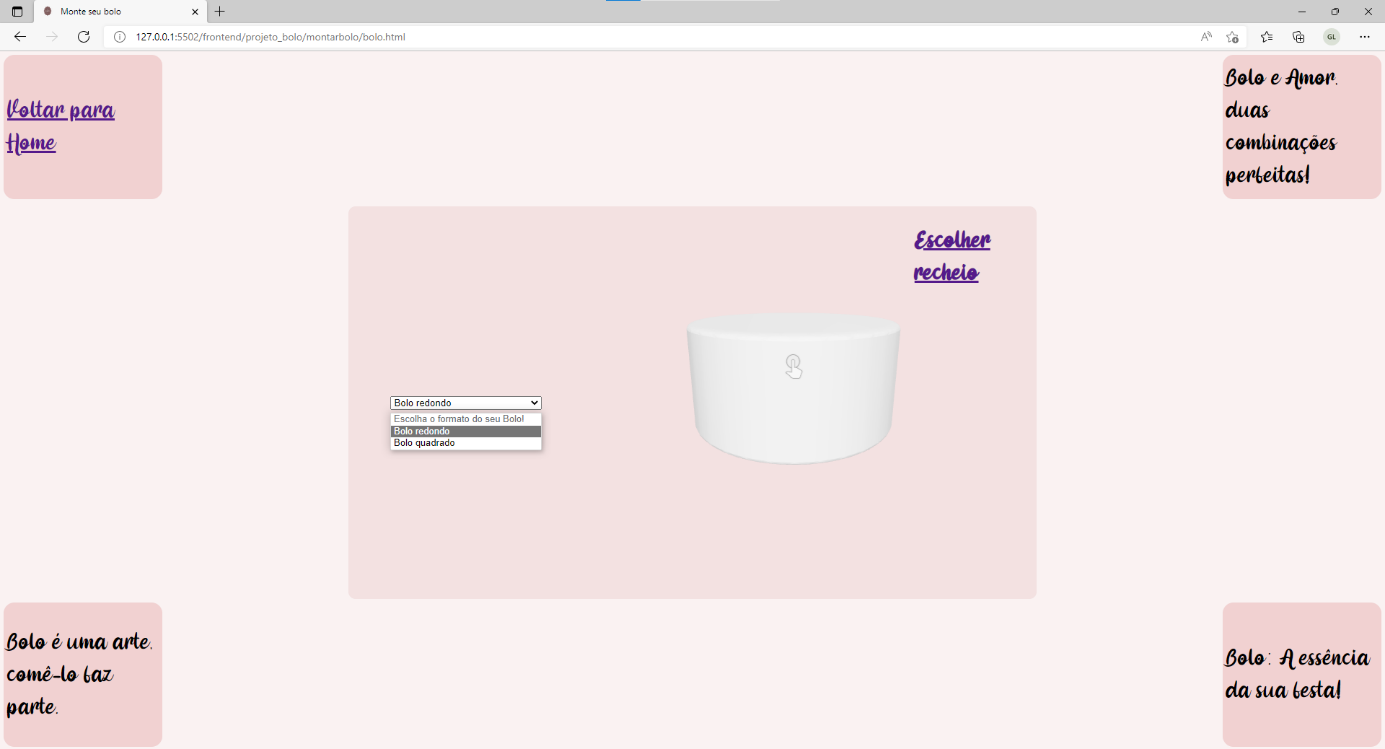 Monte seu bolo
127.0.0.1:5502/frontend/projeto_bolo/montarbolo/bolo.html
GL
Voltar para
Home
Bolo e Amor,
duas
combinações
perfeitas!
Escolher
recheio
Bolo redondo
Escolha o formato do seu Bolo!
Bolo redondo
Bolo quadrado
Bolo é uma arte,
comê-lo faz
parte.
Bolo: A essência
da sua festa!